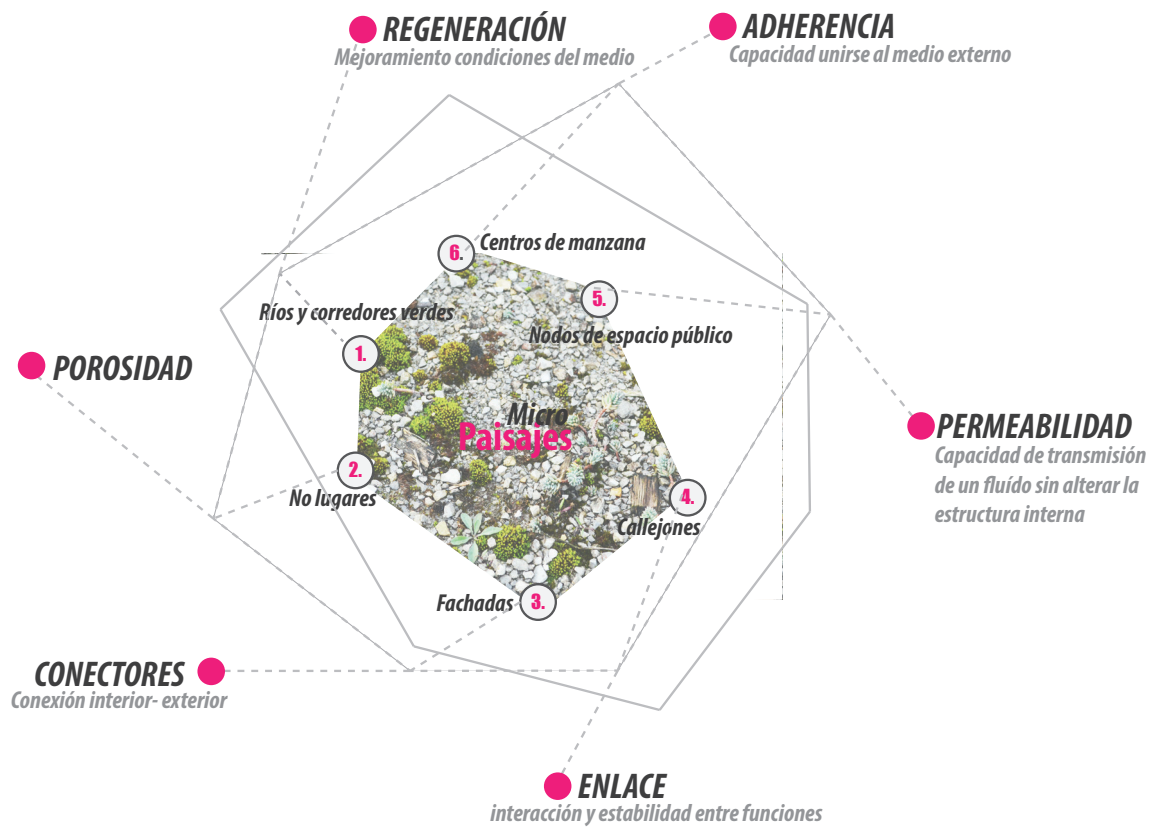 REGENERACIÓN
Mejoramiento condiciones del medio
ADHERENCIA
Capacidad unirse al medio externo
6.
Centros de manzana
5.
Ríos y corredores verdes
Nodos de espacio público
1.
POROSIDAD
Micro
Paisajes
PERMEABILIDAD
Capacidad de transmisión
de un fluído sin alterar la
estructura interna
2.
No lugares
4.
Callejones
Fachadas
3.
CONECTORES
Conexión interior- exterior
ENLACE
interacción y estabilidad entre funciones